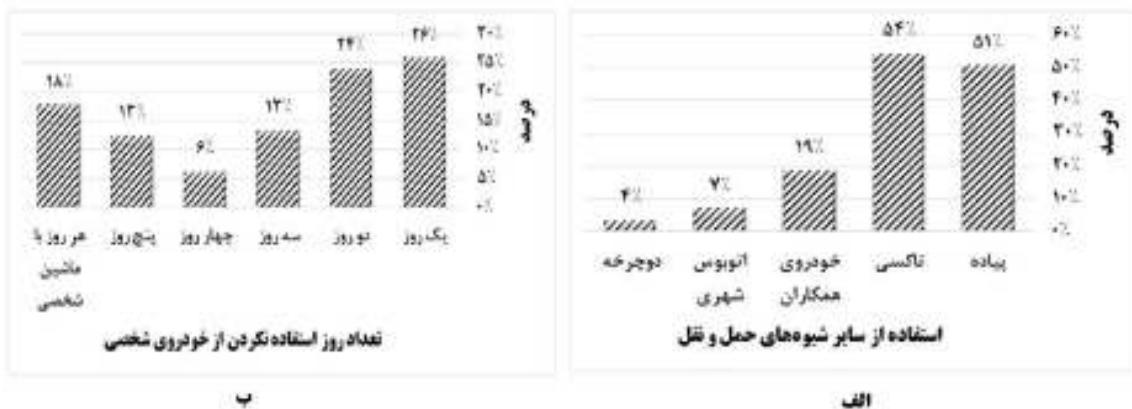 ۶۰٪
۵۰٪
۴۰٪
۳۰٪
۲۰٪
۱۰٪
۰٪
درصد
۵۱٪
۵۴٪
۱۹٪
۷٪
۴٪
پیاده
تاکسی
خودروی
همکاران
اتوبوس
شهری
دوچرخه
استفاده از سایر شیوه‌های حمل و نقل
الف
۳۰٪
۲۵٪
۲۰٪
۱۵٪
۱۰٪
۵٪
۰٪
درصد
۲۶٪
۲۴٪
۱۳٪
۶٪
۱۳٪
۱۸٪
یک روز
دو روز
سه روز
چهار روز
پنج روز
هر روز با
ماشین
شخصی
تعداد روز استفاده نکردن از خودروی شخصی
ب